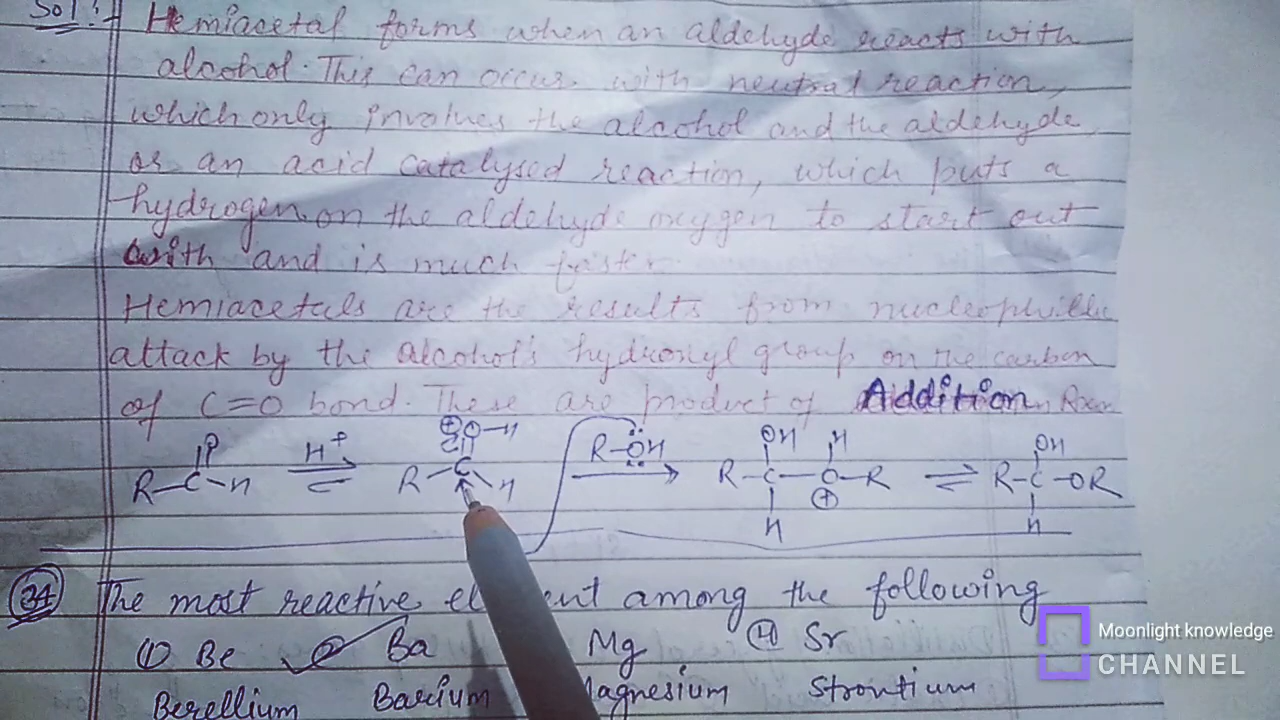 Sol:-
Hemiacetal forms when an aldehyde reacts with
alcohol. This can occur with neutral reaction,
which only involves the alcohol and the aldehyde
or an acid catalysed reaction, which puts a
hydrogen on the aldehyde oxygen to start out
with and is much faster.
Hemiacetals are the results from nucleophillic
attack by the alcohol's hydroxyl group on the carbon
of C=O bond. These are product of Addition Rxn
R-C-H O H+ R-C-H ⊕O-H R-ÖH R-C-O-R OH H H ⊕ ⇌ R-C-OR OH H
34 The most reactive element among the following
(1) Be Ba Mg (4) Sr
Berellium Barium Magnesium Strontium
Moonlight knowledge
CHANNEL